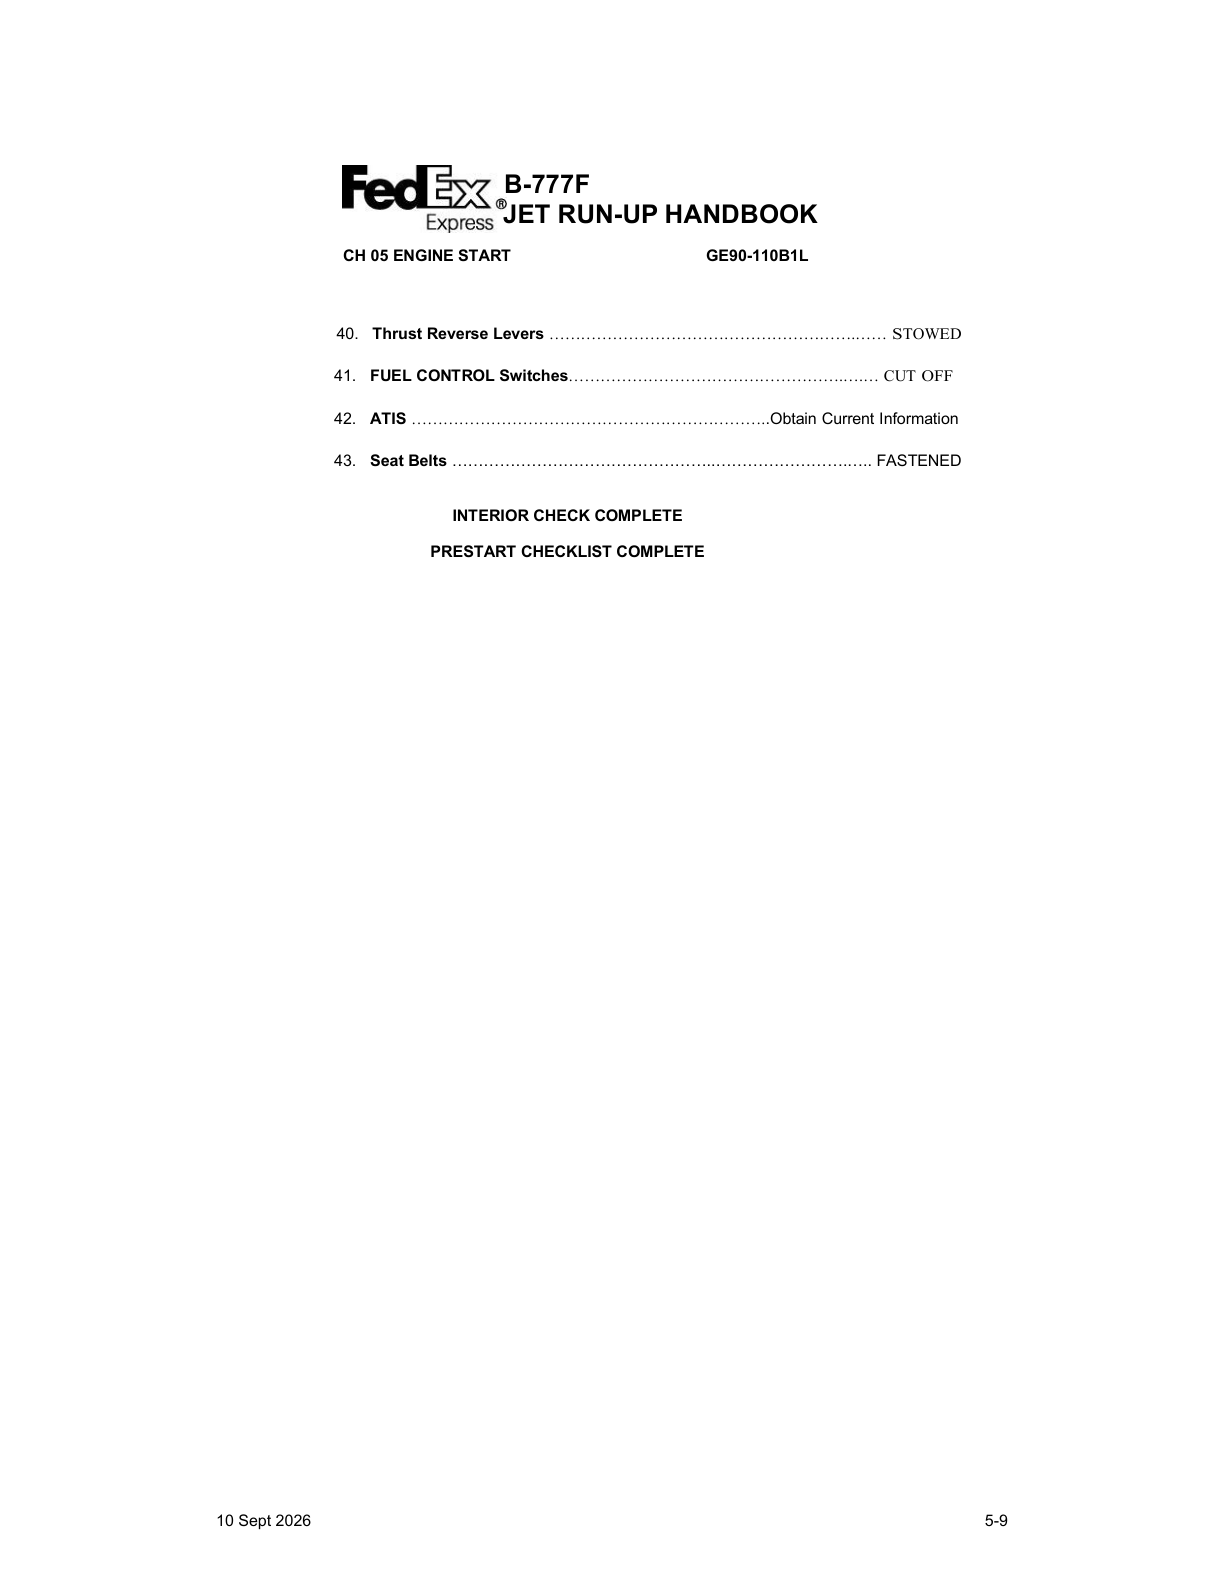 FedEx® B-777F
Express JET RUN-UP HANDBOOK
CH 05 ENGINE START GE90-110B1L
40. Thrust Reverse Levers ………………………………………………….…… STOWED
41. FUEL CONTROL Switches……………………………………………..….… CUT OFF
42. ATIS …………………………………………………………..Obtain Current Information
43. Seat Belts …………………………………………..…………………….….. FASTENED
INTERIOR CHECK COMPLETE
PRESTART CHECKLIST COMPLETE
10 Sept 2026 5-9